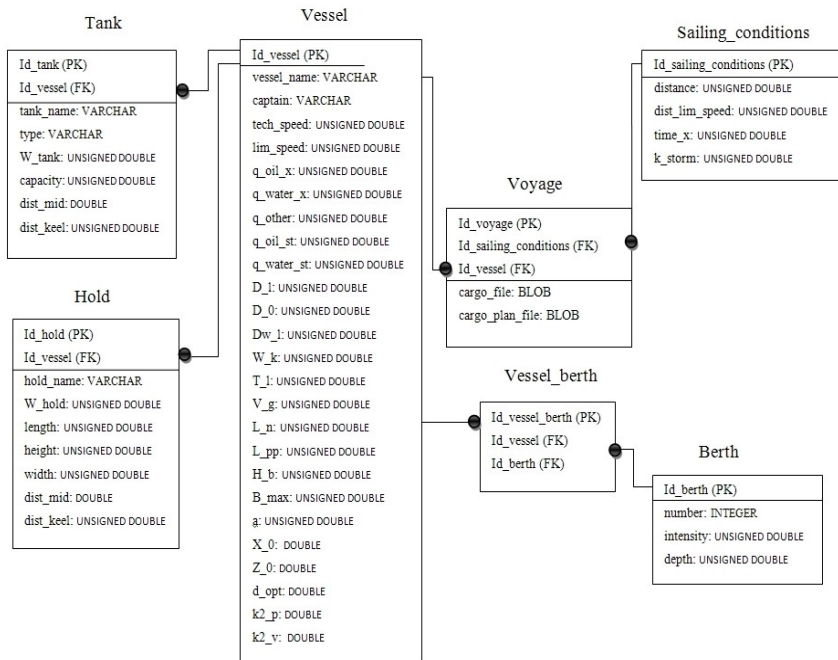 Tank
Id_tank (PK)
Id_vessel (FK)
tank_name: VARCHAR
type: VARCHAR
W_tank: UNSIGNED DOUBLE
capacity: UNSIGNED DOUBLE
dist_mid: DOUBLE
dist_keel: UNSIGNED DOUBLE
Hold
Id_hold (PK)
Id_vessel (FK)
hold_name: VARCHAR
W_hold: UNSIGNED DOUBLE
length: UNSIGNED DOUBLE
height: UNSIGNED DOUBLE
width: UNSIGNED DOUBLE
dist_mid: DOUBLE
dist_keel: UNSIGNED DOUBLE
Vessel
Id_vessel (PK)
vessel_name: VARCHAR
captain: VARCHAR
tech_speed: UNSIGNED DOUBLE
lim_speed: UNSIGNED DOUBLE
q_oil_x: UNSIGNED DOUBLE
q_water_x: UNSIGNED DOUBLE
q_other: UNSIGNED DOUBLE
q_oil_st: UNSIGNED DOUBLE
q_water_st: UNSIGNED DOUBLE
D_l: UNSIGNED DOUBLE
D_0: UNSIGNED DOUBLE
Dw_l: UNSIGNED DOUBLE
W_k: UNSIGNED DOUBLE
T_l: UNSIGNED DOUBLE
V_g: UNSIGNED DOUBLE
L_n: UNSIGNED DOUBLE
L_pp: UNSIGNED DOUBLE
H_b: UNSIGNED DOUBLE
B_max: UNSIGNED DOUBLE
a: UNSIGNED DOUBLE
X_0: DOUBLE
Z_0: DOUBLE
d_opt: DOUBLE
k2_p: DOUBLE
k2_v: DOUBLE
Sailing_conditions
Id_sailing_conditions (PK)
distance: UNSIGNED DOUBLE
dist_lim_speed: UNSIGNED DOUBLE
time_x: UNSIGNED DOUBLE
k_storm: UNSIGNED DOUBLE
Voyage
Id_voyage (PK)
Id_sailing_conditions (FK)
Id_vessel (FK)
cargo_file: BLOB
cargo_plan_file: BLOB
Vessel_berth
Id_vessel_berth (PK)
Id_vessel (FK)
Id_berth (FK)
Berth
Id_berth (PK)
number: INTEGER
intensity: UNSIGNED DOUBLE
depth: UNSIGNED DOUBLE